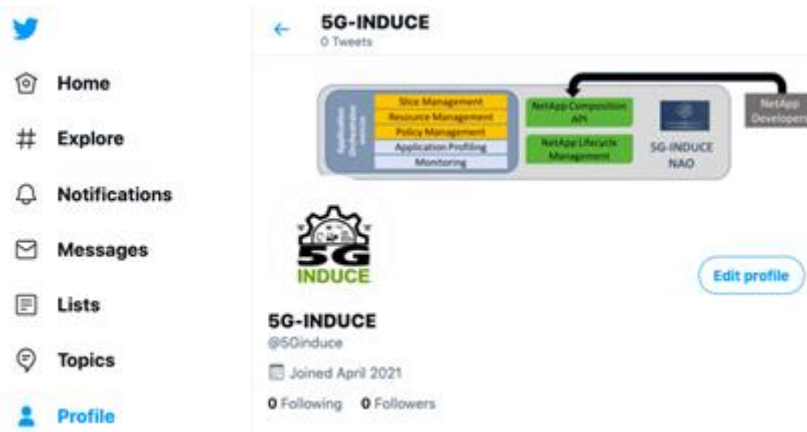 5G-INDUCE
0 Tweets
Home
Explore
Notifications
Messages
Lists
Topics
Profile
Slice Management
Resource Management
Policy Management
Application Profiling
Monitoring
NetApp Composition
API
NetApp Lifecycle
Management
5G-INDUCE
NAO
NetApp
Developers
5G
INDUCE
Edit profile
5G-INDUCE
@5Ginduce
Joined April 2021
0 Following 0 Followers